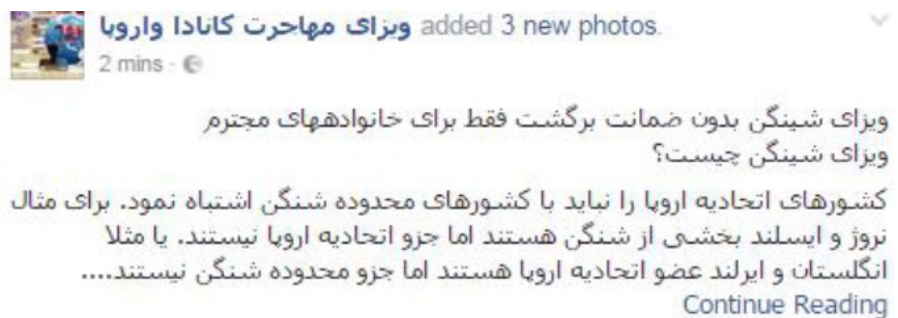 ویزای مهاجرت کانادا واروپا added 3 new photos.
2 mins
ویزای شینگن بدون ضمانت برگشت فقط برای خانوادههای مجترم
ویزای شینگن چیست؟
کشورهای اتحادیه اروپا را نباید با کشورهای محدوده شنگن اشتباه نمود. برای مثال
نروژ و ایسلند بخشی از شنگن هستند اما جزو اتحادیه اروپا نیستند. یا مثلا
انگلستان و ایرلند عضو اتحادیه اروپا هستند اما جزو محدوده شنگن نیستند....
Continue Reading